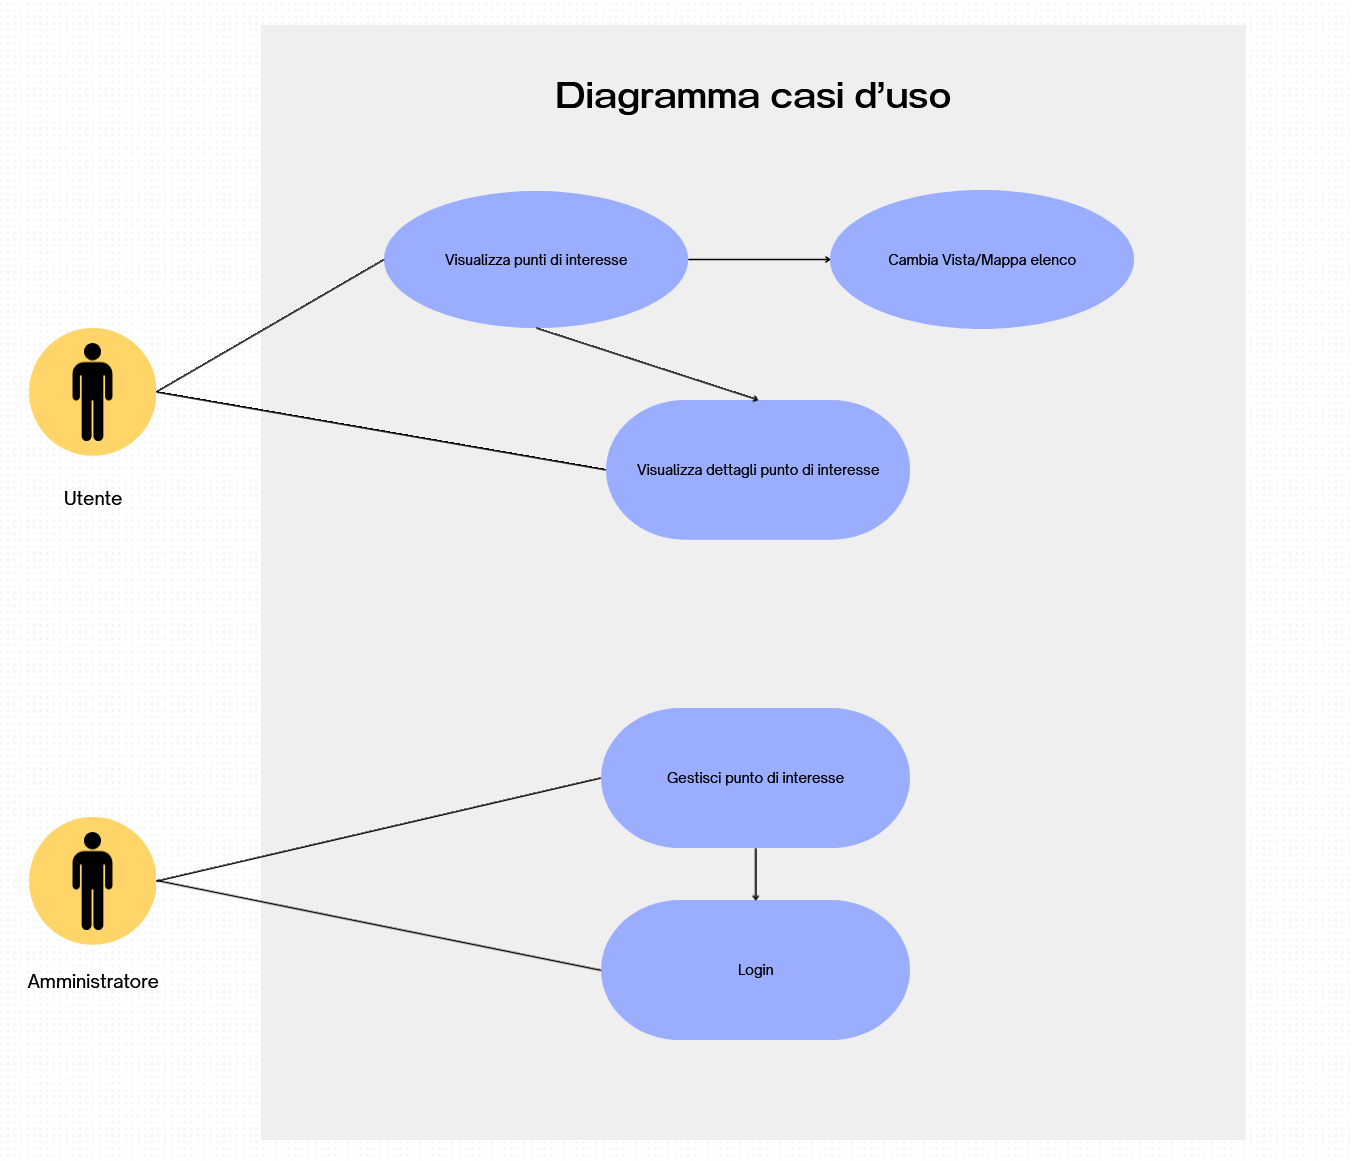 Diagramma casi d’uso
Visualizza punti di interesse
Cambia Vista/Mappa elenco
Visualizza dettagli punto di interesse
Utente
Gestisci punto di interesse
Login
Amministratore